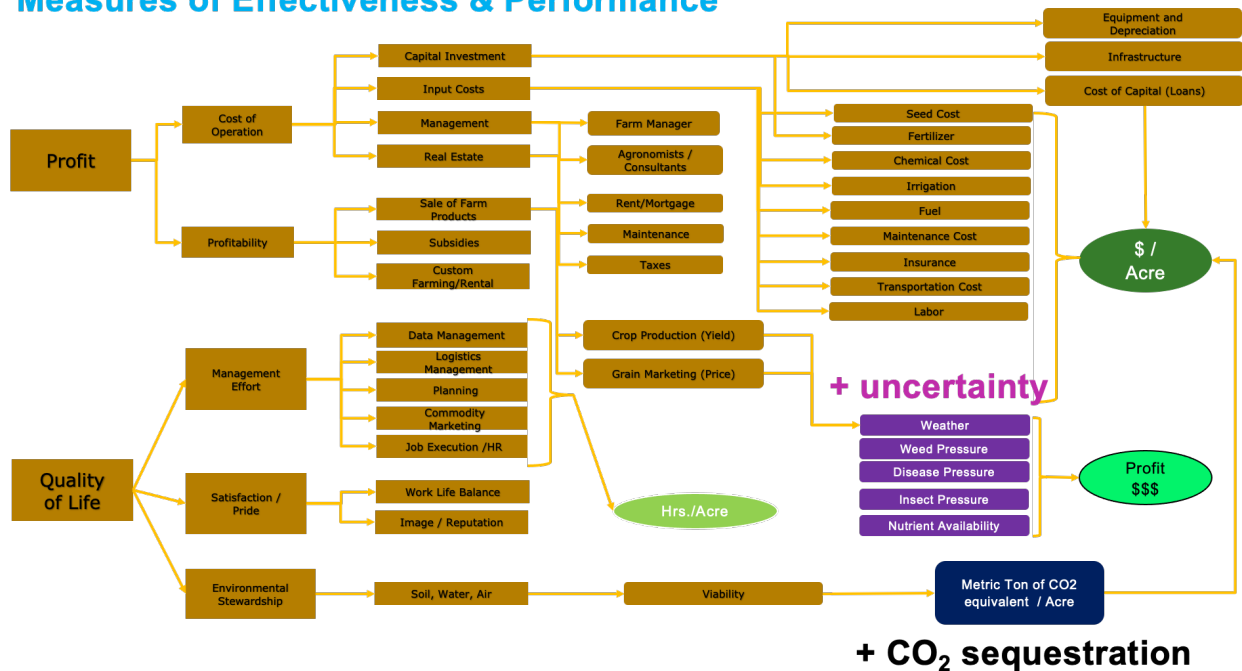 Measures of Effectiveness & Performance
Equipment and
Depreciation
Capital Investment
Infrastructure
Input Costs
Cost of Capital (Loans)
Cost of
Operation
Management
Farm Manager
Seed Cost
Fertilizer
Profit
Real Estate
Agronomists /
Consultants
Chemical Cost
Irrigation
Sale of Farm
Products
Rent/Mortgage
Fuel
Profitability
Subsidies
Maintenance
Maintenance Cost
$ /
Acre
Custom
Farming/Rental
Taxes
Insurance
Transportation Cost
Labor
Data Management
Crop Production (Yield)
Logistics
Management
Management
Effort
Planning
Grain Marketing (Price)
+ uncertainty
Commodity
Marketing
Weather
Job Execution /HR
Weed Pressure
Disease Pressure
Quality
of Life
Satisfaction /
Pride
Work Life Balance
Insect Pressure
Profit
$$$
Image / Reputation
Hrs./Acre
Nutrient Availability
Environmental
Stewardship
Soil, Water, Air
Viability
Metric Ton of CO2
equivalent / Acre
+ CO₂ sequestration